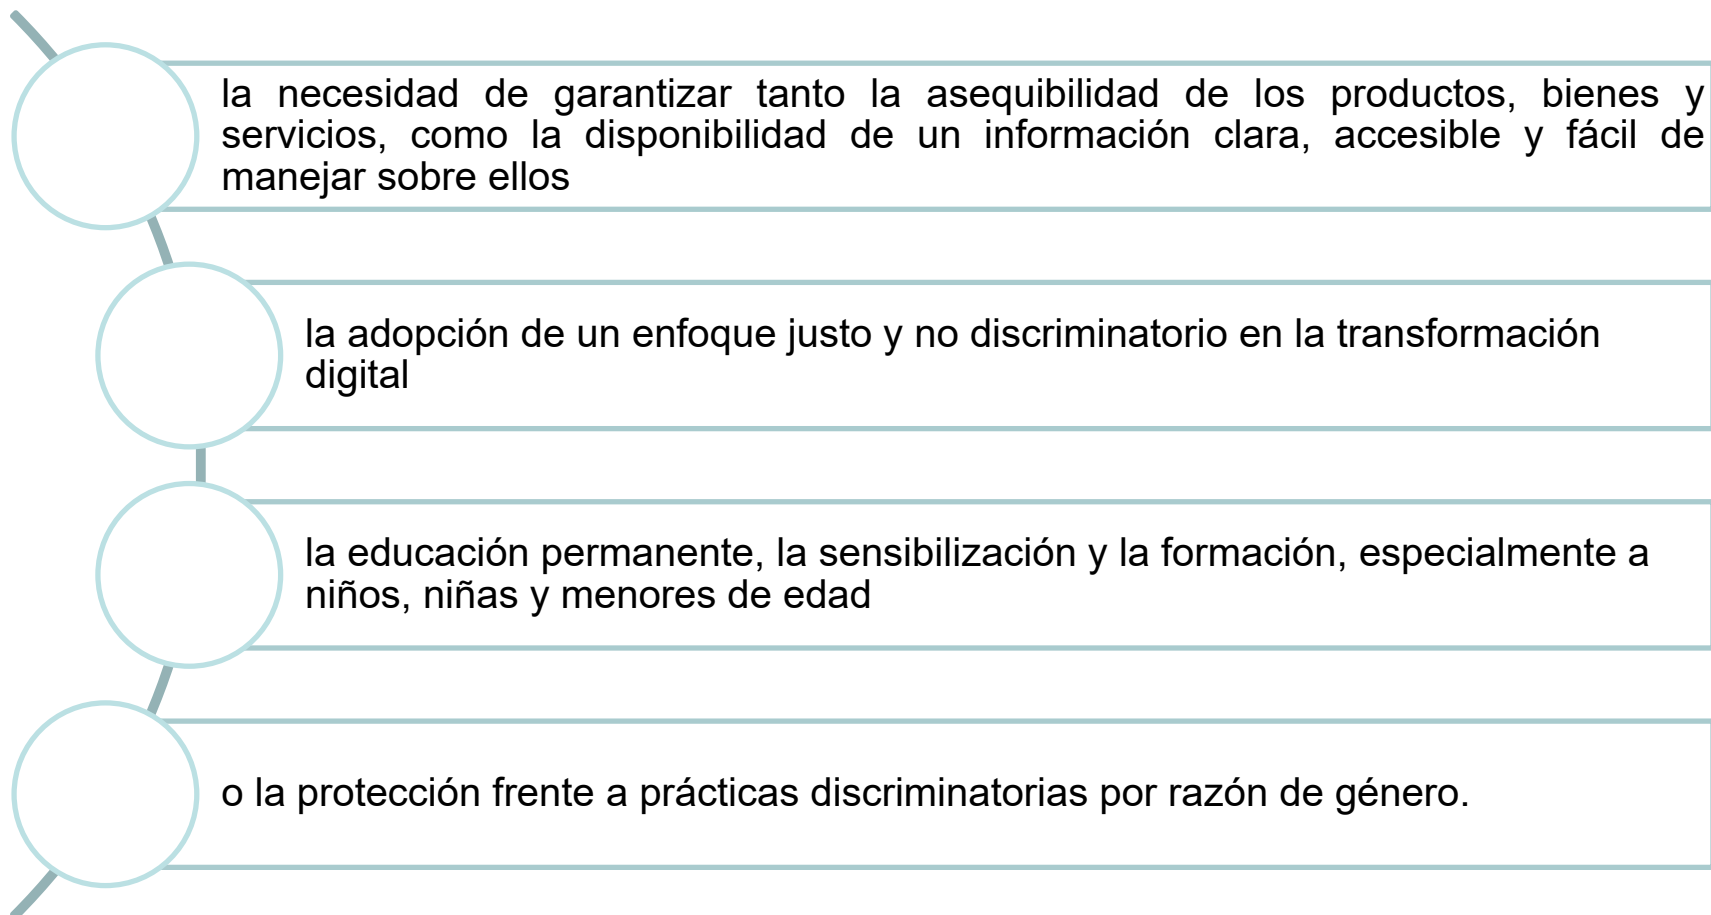 la necesidad de garantizar tanto la asequibilidad de los productos, bienes y
servicios, como la disponibilidad de un información clara, accesible y fácil de
manejar sobre ellos
la adopción de un enfoque justo y no discriminatorio en la transformación
digital
la educación permanente, la sensibilización y la formación, especialmente a
niños, niñas y menores de edad
o la protección frente a prácticas discriminatorias por razón de género.